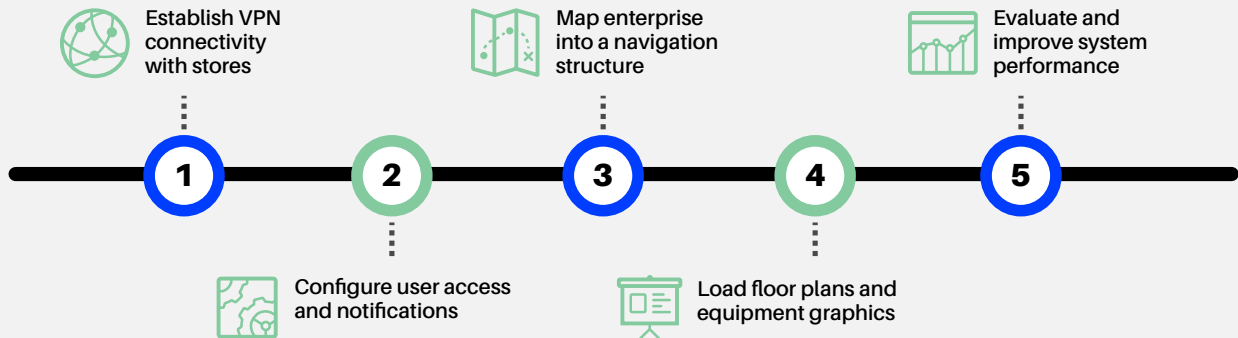 Establish VPN
connectivity
with stores
Map enterprise
into a navigation
structure
Evaluate and
improve system
performance
1
2
3
4
5
Configure user access
and notifications
Load floor plans and
equipment graphics